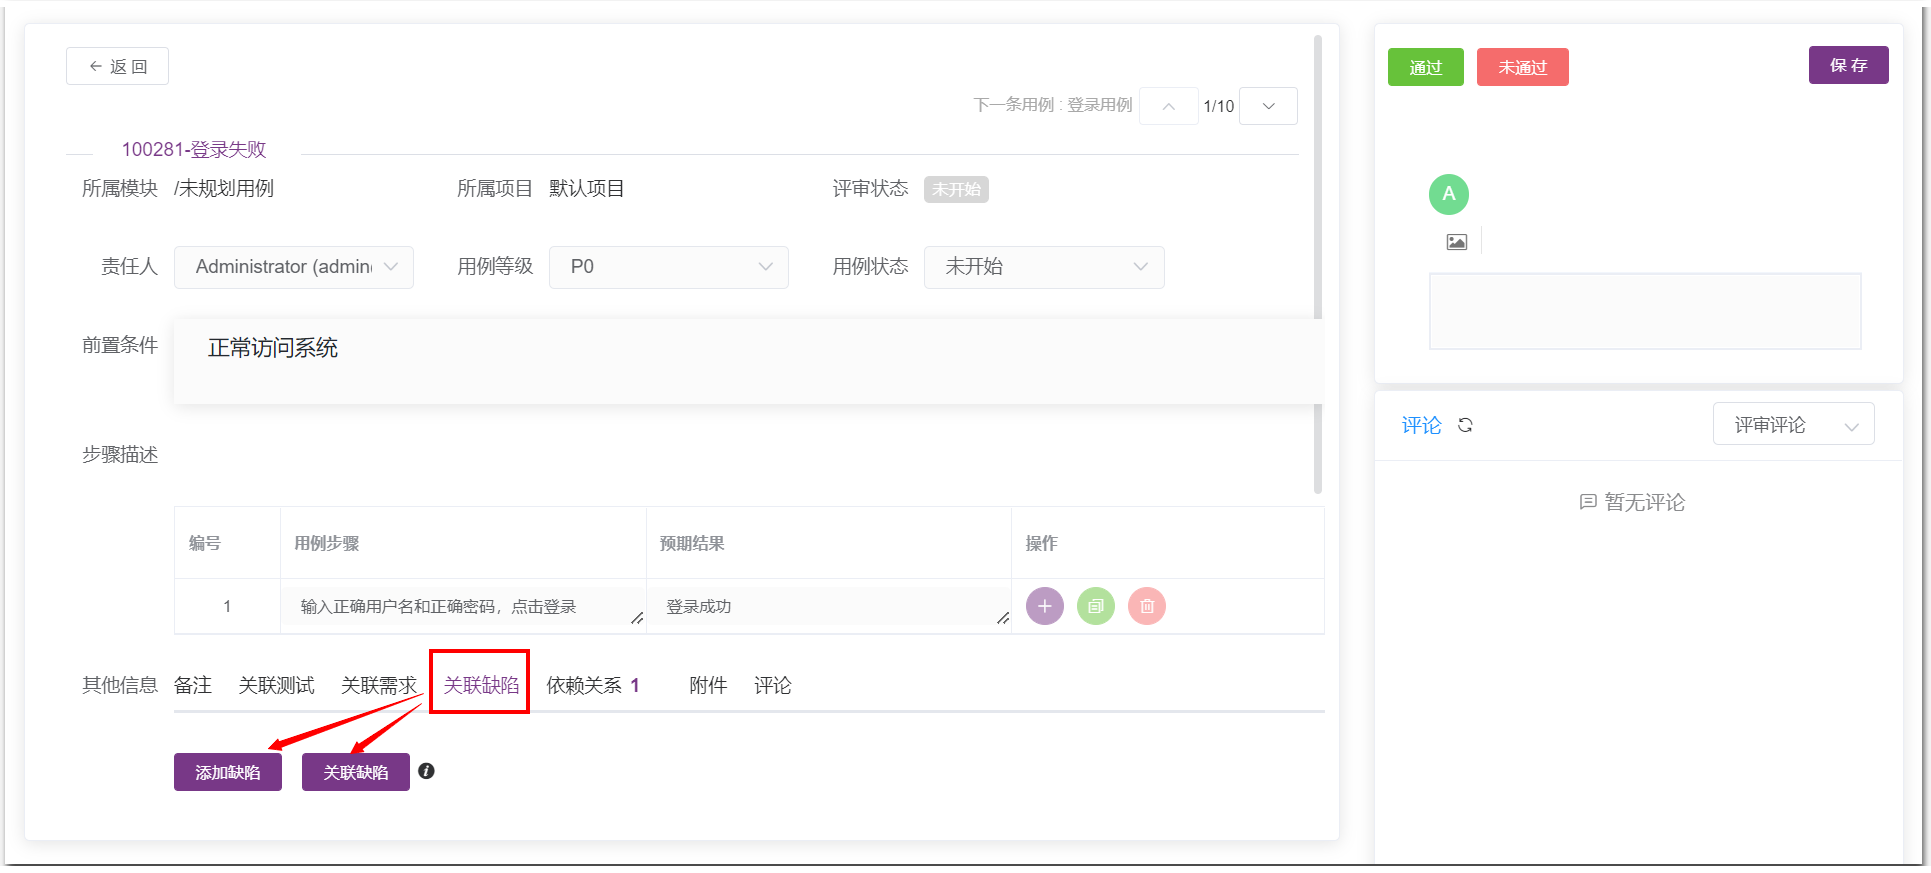 ← 返 回
下一条用例 : 登录用例 1/10
100281-登录失败
所属模块 /未规划用例 所属项目 默认项目 评审状态 未开始
责任人 Administrator (admin 用例等级 P0 用例状态 未开始
前置条件 正常访问系统
步骤描述
编号 用例步骤 预期结果 操作
1 输入正确用户名和正确密码，点击登录 登录成功
其他信息 备注 关联测试 关联需求 关联缺陷 依赖关系 1 附件 评论
添加缺陷 关联缺陷
通过 未通过 保 存
A
评论 评审评论
暂无评论